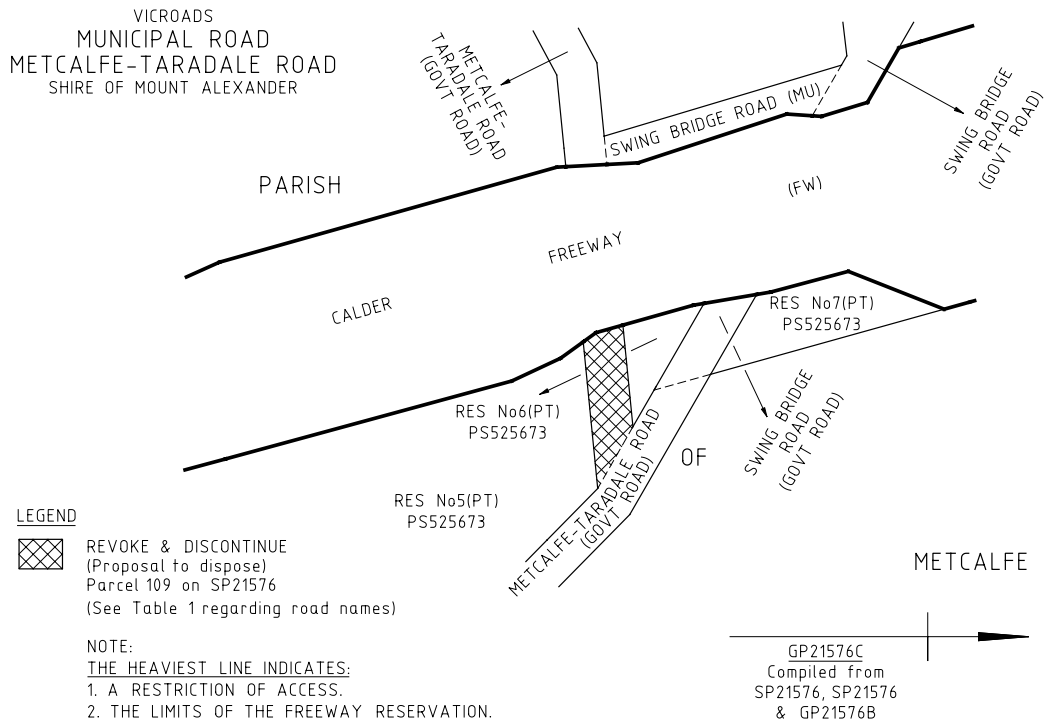 VICROADS
MUNICIPAL ROAD
METCALFE-TARADALE ROAD
SHIRE OF MOUNT ALEXANDER
METCALFE-
TARADALE ROAD
(GOVT ROAD)
SWING BRIDGE ROAD (MU)
SWING BRIDGE
ROAD
(GOVT ROAD)
PARISH
(FW)
FREEWAY
CALDER
RES No7(PT)
PS525673
RES No6(PT)
PS525673
SWING BRIDGE
ROAD
(GOVT ROAD)
OF
RES No5(PT)
PS525673
METCALFE-TARADALE ROAD
(GOVT ROAD)
METCALFE
LEGEND
REVOKE & DISCONTINUE
(Proposal to dispose)
Parcel 109 on SP21576
(See Table 1 regarding road names)
NOTE:
THE HEAVIEST LINE INDICATES:
1. A RESTRICTION OF ACCESS.
2. THE LIMITS OF THE FREEWAY RESERVATION.
GP21576C
Compiled from
SP21576, SP21576
& GP21576B